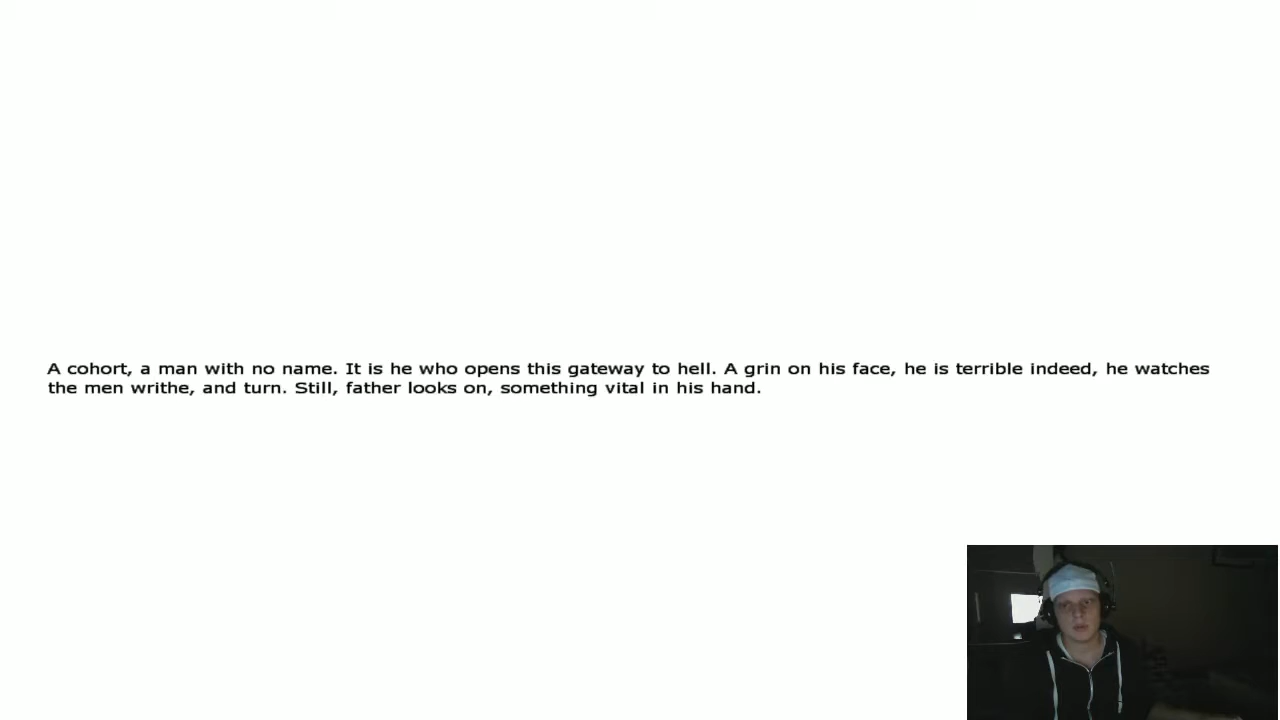 A cohort, a man with no name. It is he who opens this gateway to hell. A grin on his face, he is terrible indeed, he watches
the men writhe, and turn. Still, father looks on, something vital in his hand.